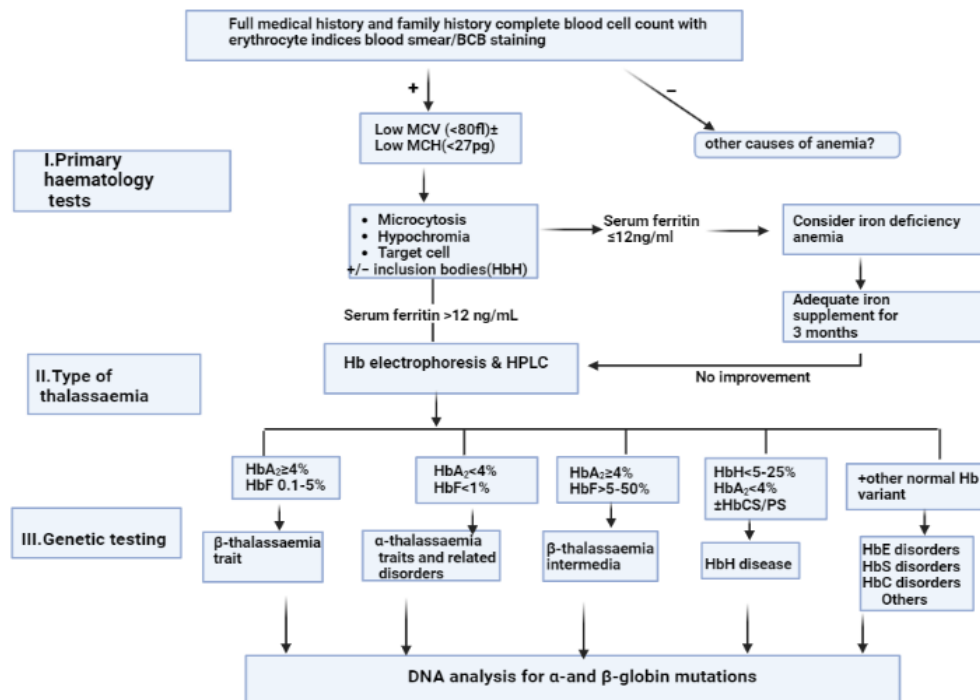 Full medical history and family history complete blood cell count with
erythrocyte indices blood smear/BCB staining
+
−
Low MCV (<80fl)±
Low MCH(<27pg)
other causes of anemia?
I.Primary
haematology
tests
• Microcytosis
• Hypochromia
• Target cell
+/− inclusion bodies(HbH)
Serum ferritin
≤12ng/ml
Consider iron deficiency
anemia
Adequate iron
supplement for
3 months
Serum ferritin >12 ng/mL
II.Type of
thalassaemia
Hb electrophoresis & HPLC
No improvement
HbA₂≥4%
HbF 0.1-5%
HbA₂<4%
HbF<1%
HbA₂≥4%
HbF>5-50%
HbH<5-25%
HbA₂<4%
±HbCS/PS
+other normal Hb
variant
III.Genetic testing
β-thalassaemia
trait
α-thalassaemia
traits and related
disorders
β-thalassaemia
intermedia
HbH disease
HbE disorders
HbS disorders
HbC disorders
Others
DNA analysis for α-and β-globin mutations